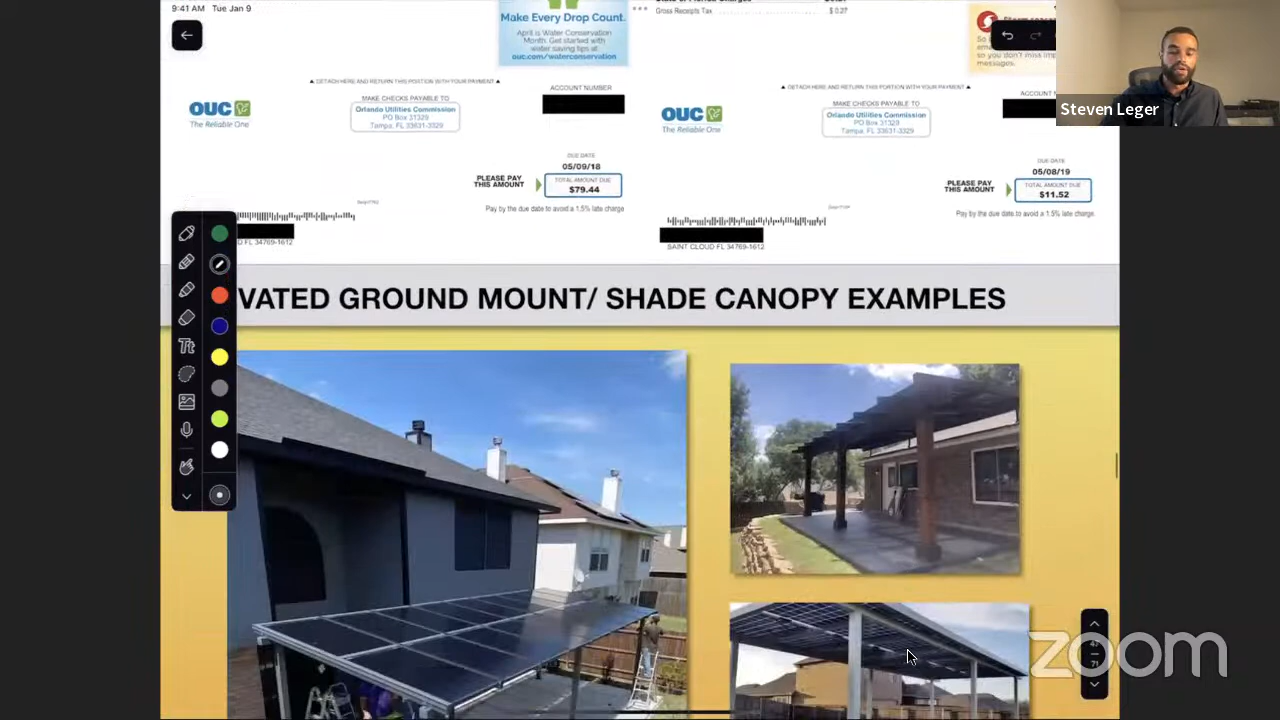 9:41 AM Tue Jan 9
Make Every Drop Count.
April is Water Conservation
Month. Get started with
water saving tips at
ouc.com/waterconservation
Gross Receipts Tax
$ 0.27
so you don't miss
messages.
Steven Leger
▲ DETACH HERE AND RETURN THIS PORTION WITH YOUR PAYMENT ▲
OUC
The Reliable One
MAKE CHECKS PAYABLE TO
Orlando Utilities Commission
PO Box 31329
Tampa, FL 33631-3329
ACCOUNT NUMBER
DUE DATE
05/09/18
PLEASE PAY
THIS AMOUNT
TOTAL AMOUNT DUE
$79.44
Pay by the due date to avoid a 1.5% late charge
D FL 34769-1612
▲ DETACH HERE AND RETURN THIS PORTION WITH YOUR PAYMENT ▲
OUC
The Reliable One
MAKE CHECKS PAYABLE TO
Orlando Utilities Commission
PO Box 31329
Tampa, FL 33631-3329
ACCOUNT N
DUE DATE
05/08/19
PLEASE PAY
THIS AMOUNT
TOTAL AMOUNT DUE
$11.52
Pay by the due date to avoid a 1.5% late charge.
SAINT CLOUD FL 34769-1612
VATED GROUND MOUNT/ SHADE CANOPY EXAMPLES
Tt
71
zoom